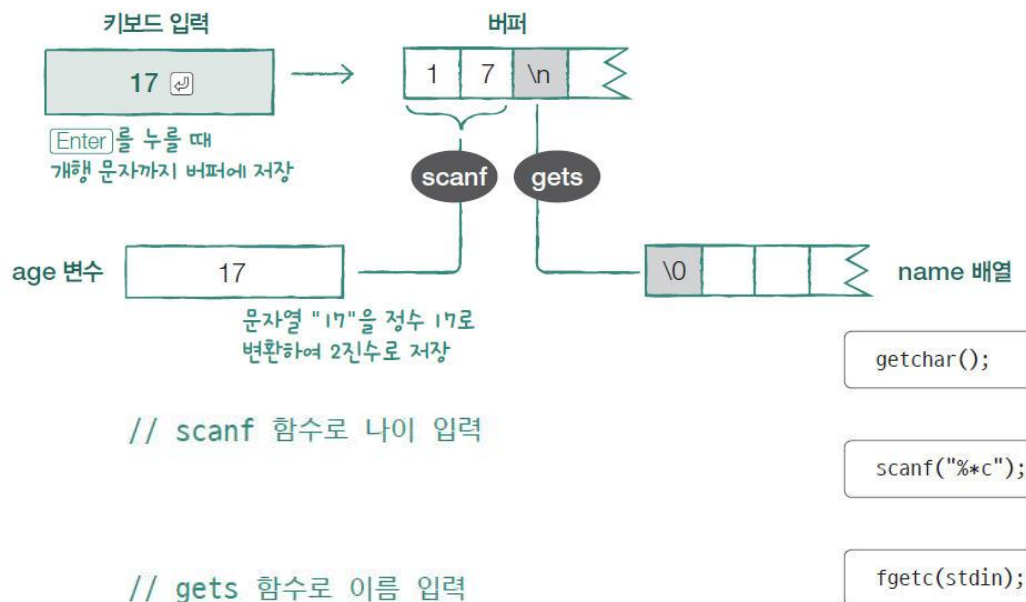 키보드 입력
버퍼
17
1 7 \n
Enter를 누를 때
개행 문자까지 버퍼에 저장
scanf
gets
age 변수
17
\0
name 배열
문자열 "17"을 정수 17로
변환하여 2진수로 저장
getchar();
// scanf 함수로 나이 입력
scanf("%*c");
fgetc(stdin);
// gets 함수로 이름 입력